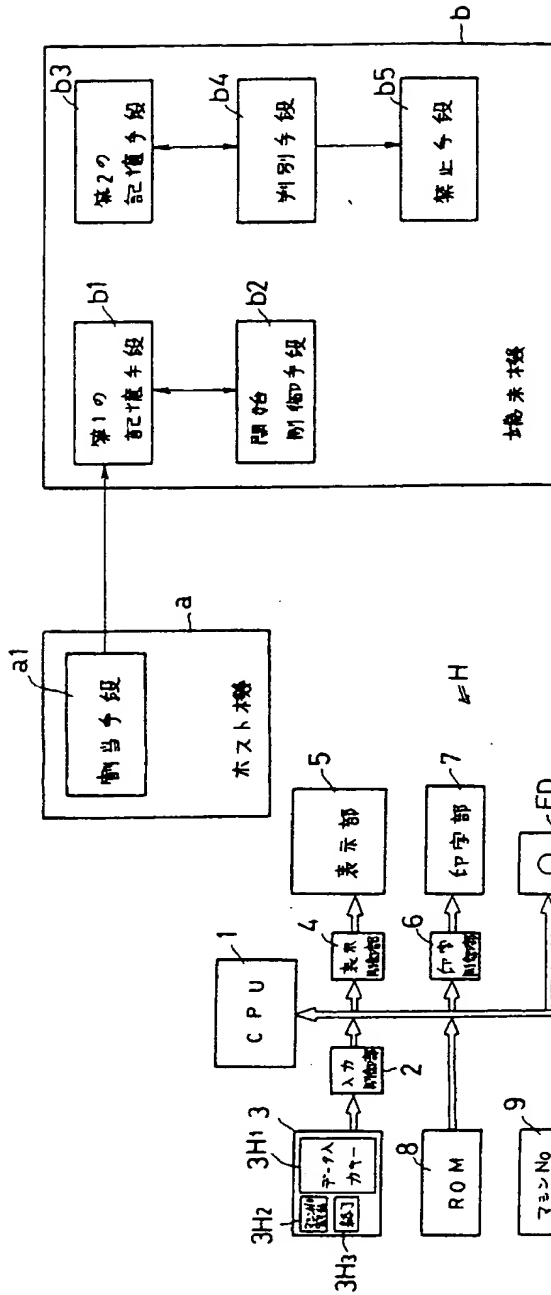 a1
割当手段
a
ホスト機
b1
第1の
記憶手段
b2
開始
制御手段
b3
第2の
記憶手段
b4
判別手段
b5
禁止手段
端末機
b
H
1
CPU
5
表示部
4
表示
制御部
7
印字部
6
印字
制御部
2
入力
制御部
3
3H1
データ入
力キー
3H2
3H3
8
ROM
FD
9
マシンNo